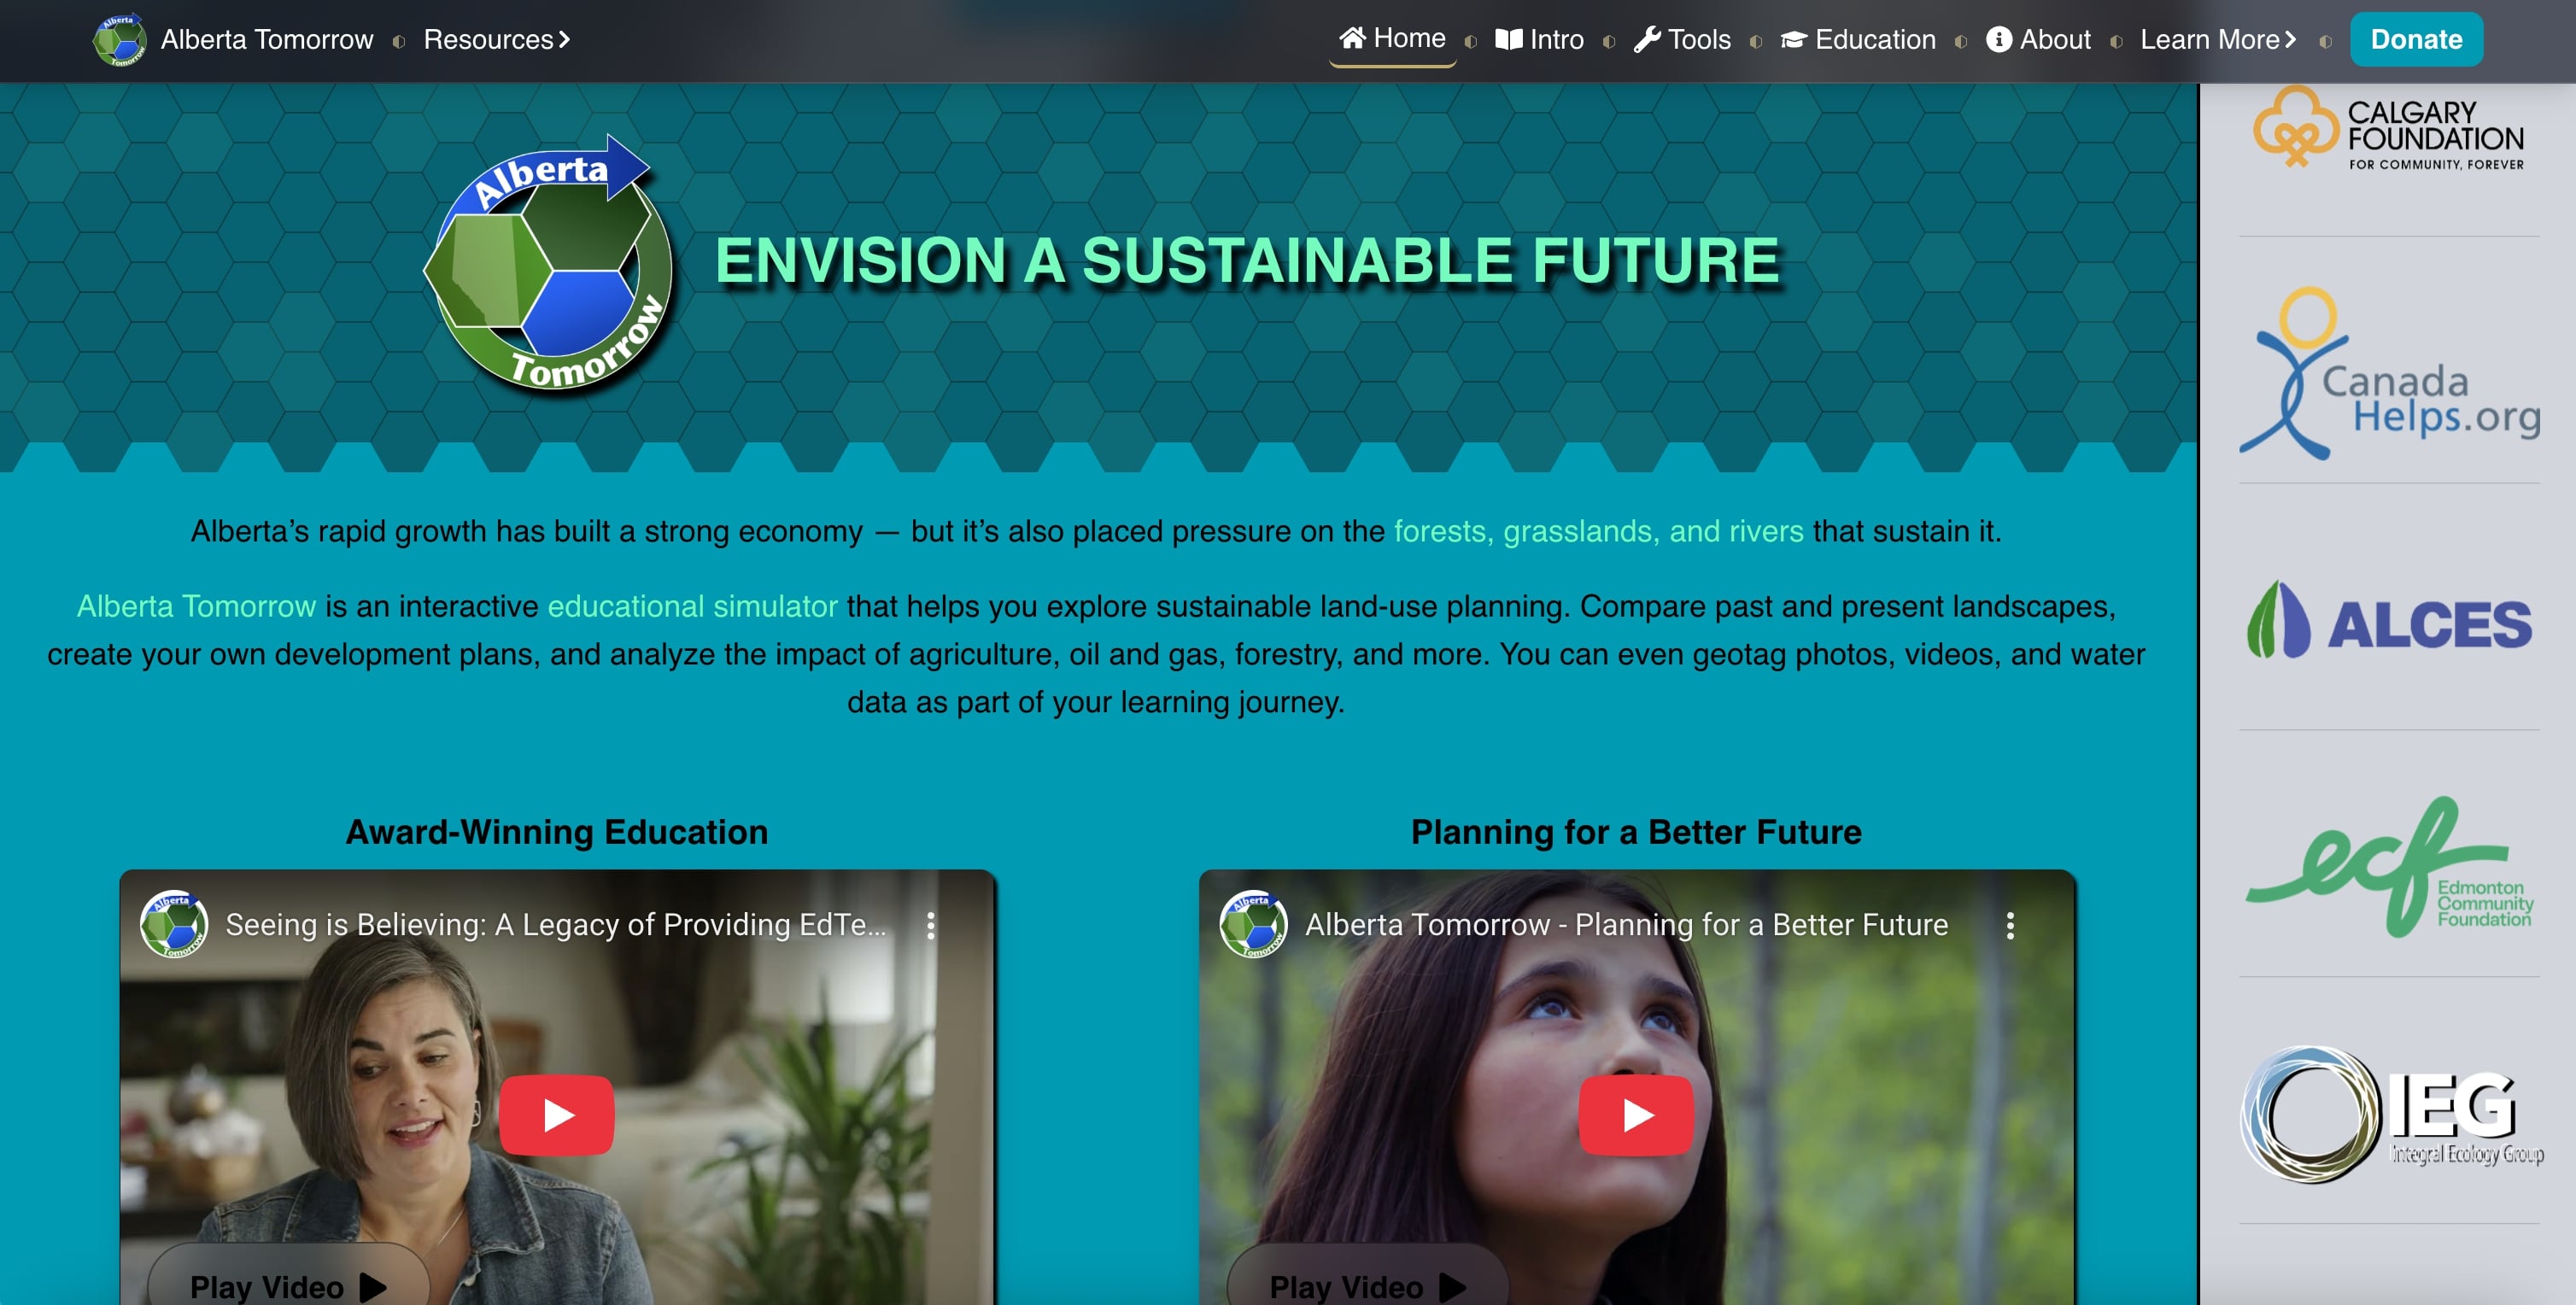 Alberta Tomorrow Alberta Tomorrow Resources Home Intro Tools Education About Learn More Donate
Alberta
Tomorrow
ENVISION A SUSTAINABLE FUTURE
Alberta’s rapid growth has built a strong economy — but it’s also placed pressure on the forests, grasslands, and rivers that sustain it.
Alberta Tomorrow is an interactive educational simulator that helps you explore sustainable land-use planning. Compare past and present landscapes,
create your own development plans, and analyze the impact of agriculture, oil and gas, forestry, and more. You can even geotag photos, videos, and water
data as part of your learning journey.
Award-Winning Education
Alberta Tomorrow
Seeing is Believing: A Legacy of Providing EdTe...
Play Video
Planning for a Better Future
Alberta Tomorrow
Alberta Tomorrow - Planning for a Better Future
Play Video
CALGARY
FOUNDATION
FOR COMMUNITY, FOREVER
Canada
Helps.org
ALCES
ecf
Edmonton
Community
Foundation
IEG
Integral Ecology Group